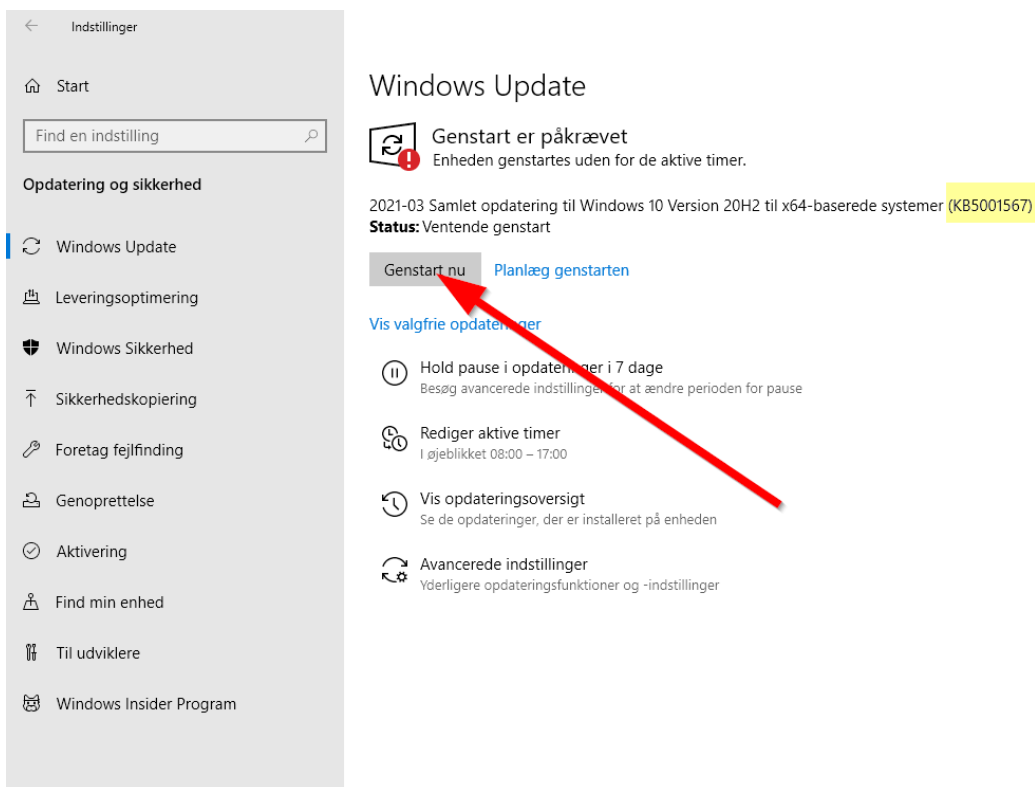 Indstillinger
Start
Find en indstilling
Opdatering og sikkerhed
Windows Update
Leveringsoptimering
Windows Sikkerhed
Sikkerhedskopiering
Foretag fejlfinding
Genoprettelse
Aktivering
Find min enhed
Til udviklere
Windows Insider Program
Windows Update
Genstart er påkrævet
Enheden genstartes uden for de aktive timer.
2021-03 Samlet opdatering til Windows 10 Version 20H2 til x64-baserede systemer (KB5001567)
Status: Ventende genstart
Genstart nu
Planlæg genstarten
Vis valgfrie opdateringer
Hold pause i opdateringer i 7 dage
Besøg avancerede indstillinger for at ændre perioden for pause
Rediger aktive timer
I øjeblikket 08:00 – 17:00
Vis opdateringsoversigt
Se de opdateringer, der er installeret på enheden
Avancerede indstillinger
Yderligere opdateringsfunktioner og -indstillinger